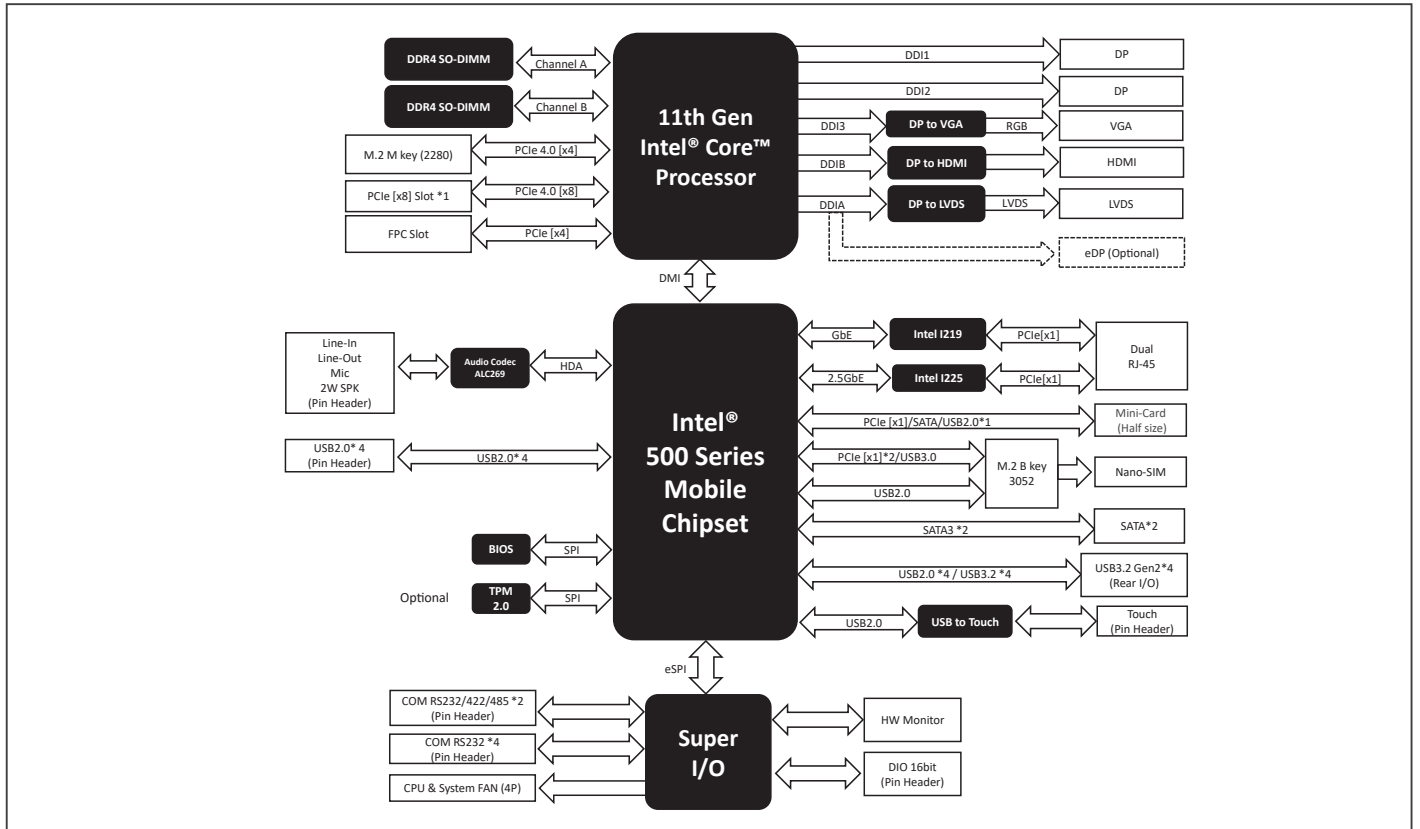 DDR4 SO-DIMM
Channel A
DDR4 SO-DIMM
Channel B
M.2 M key (2280)
PCIe 4.0 [x4]
PCIe [x8] Slot *1
PCIe 4.0 [x8]
FPC Slot
PCIe [x4]
11th Gen
Intel® Core™
Processor
DDI1
DP
DDI2
DP
DDI3
DP to VGA
RGB
VGA
DDIB
DP to HDMI
HDMI
DDIA
DP to LVDS
LVDS
LVDS
eDP (Optional)
DMI
Line-In
Line-Out
Mic
2W SPK
(Pin Header)
Audio Codec
ALC269
HDA
USB2.0* 4
(Pin Header)
USB2.0* 4
BIOS
SPI
Optional
TPM
2.0
SPI
Intel®
500 Series
Mobile
Chipset
GbE
Intel I219
PCIe[x1]
2.5GbE
Intel I225
PCIe[x1]
Dual
RJ-45
PCIe [x1]/SATA/USB2.0*1
Mini-Card
(Half size)
PCIe [x1]*2/USB3.0
USB2.0
M.2 B key
3052
Nano-SIM
SATA3 *2
SATA*2
USB2.0 *4 / USB3.2 *4
USB3.2 Gen2*4
(Rear I/O)
USB2.0
USB to Touch
Touch
(Pin Header)
eSPI
COM RS232/422/485 *2
(Pin Header)
COM RS232 *4
(Pin Header)
CPU & System FAN (4P)
Super
I/O
HW Monitor
DIO 16bit
(Pin Header)